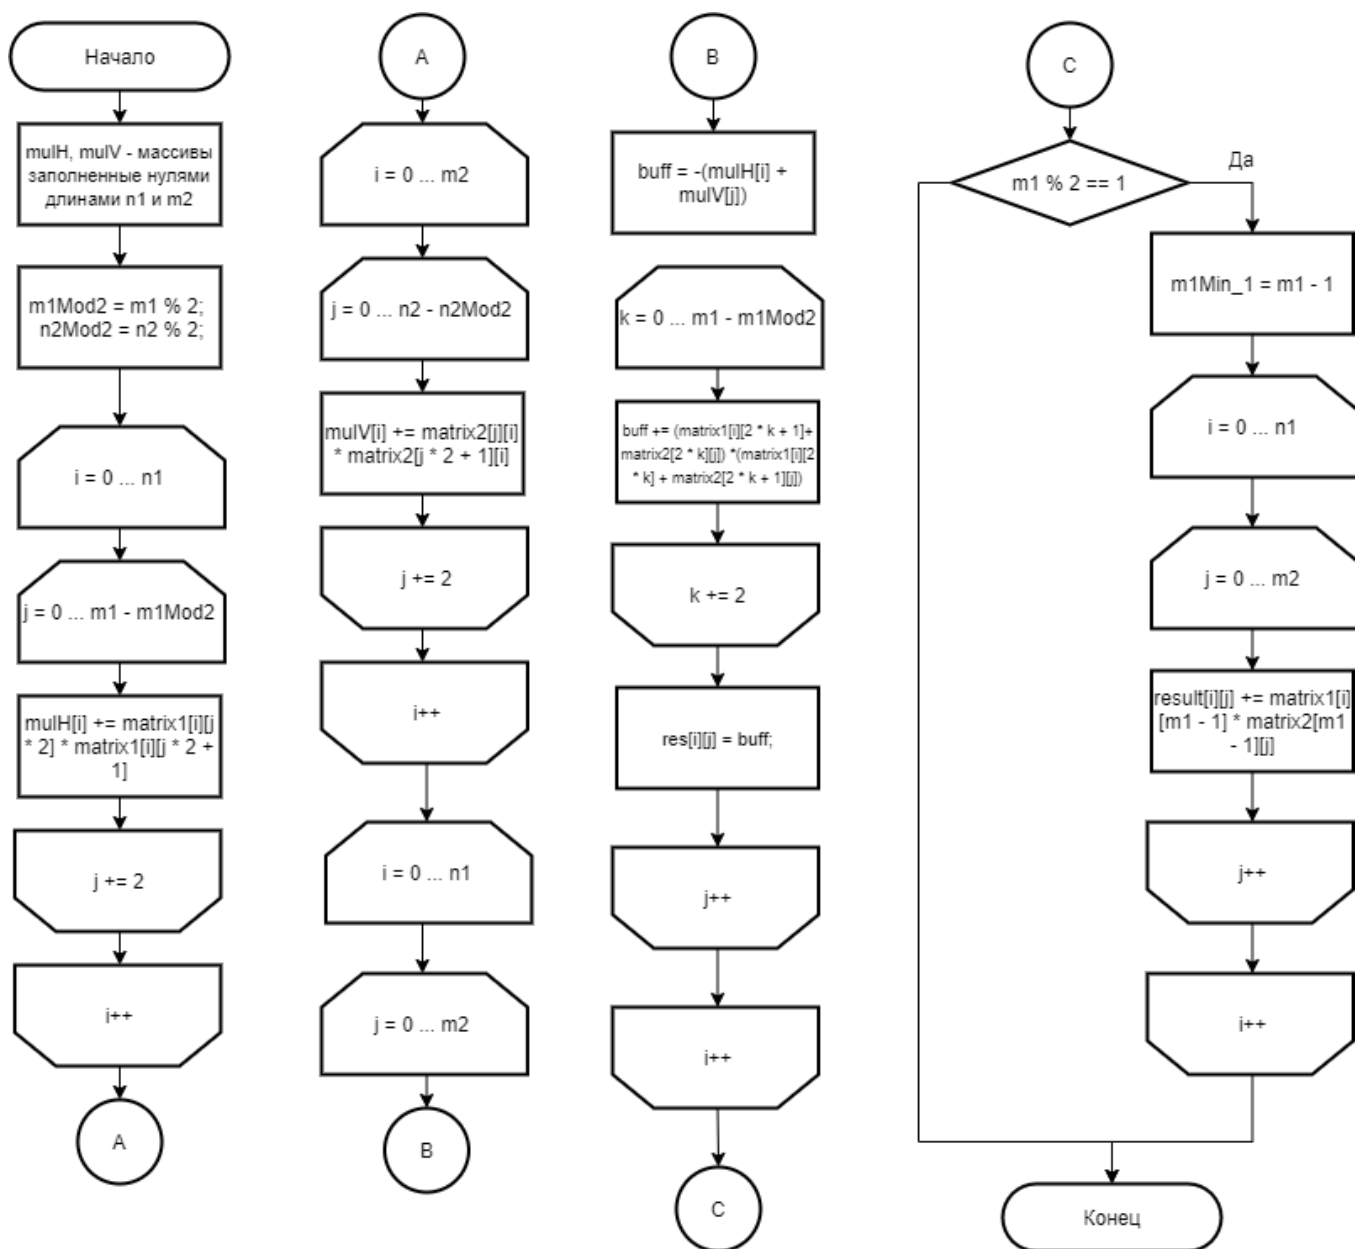 Начало
mulH, mulV - массивы
заполненные нулями
длинами n1 и m2
m1Mod2 = m1 % 2;
n2Mod2 = n2 % 2;
i = 0 ... n1
j = 0 ... m1 - m1Mod2
mulH[i] += matrix1[i][j
* 2] * matrix1[i][j * 2 +
1]
j += 2
i++
A
A
i = 0 ... m2
j = 0 ... n2 - n2Mod2
mulV[i] += matrix2[j][i]
* matrix2[j * 2 + 1][i]
j += 2
i++
i = 0 ... n1
j = 0 ... m2
B
B
buff = -(mulH[i] +
mulV[j])
k = 0 ... m1 - m1Mod2
buff += (matrix1[i][2 * k + 1]+
matrix2[2 * k][j]) *(matrix1[i][2
* k] + matrix2[2 * k + 1][j])
k += 2
res[i][j] = buff;
j++
i++
C
C
m1 % 2 == 1
Да
m1Min_1 = m1 - 1
i = 0 ... n1
j = 0 ... m2
result[i][j] += matrix1[i]
[m1 - 1] * matrix2[m1
- 1][j]
j++
i++
Конец